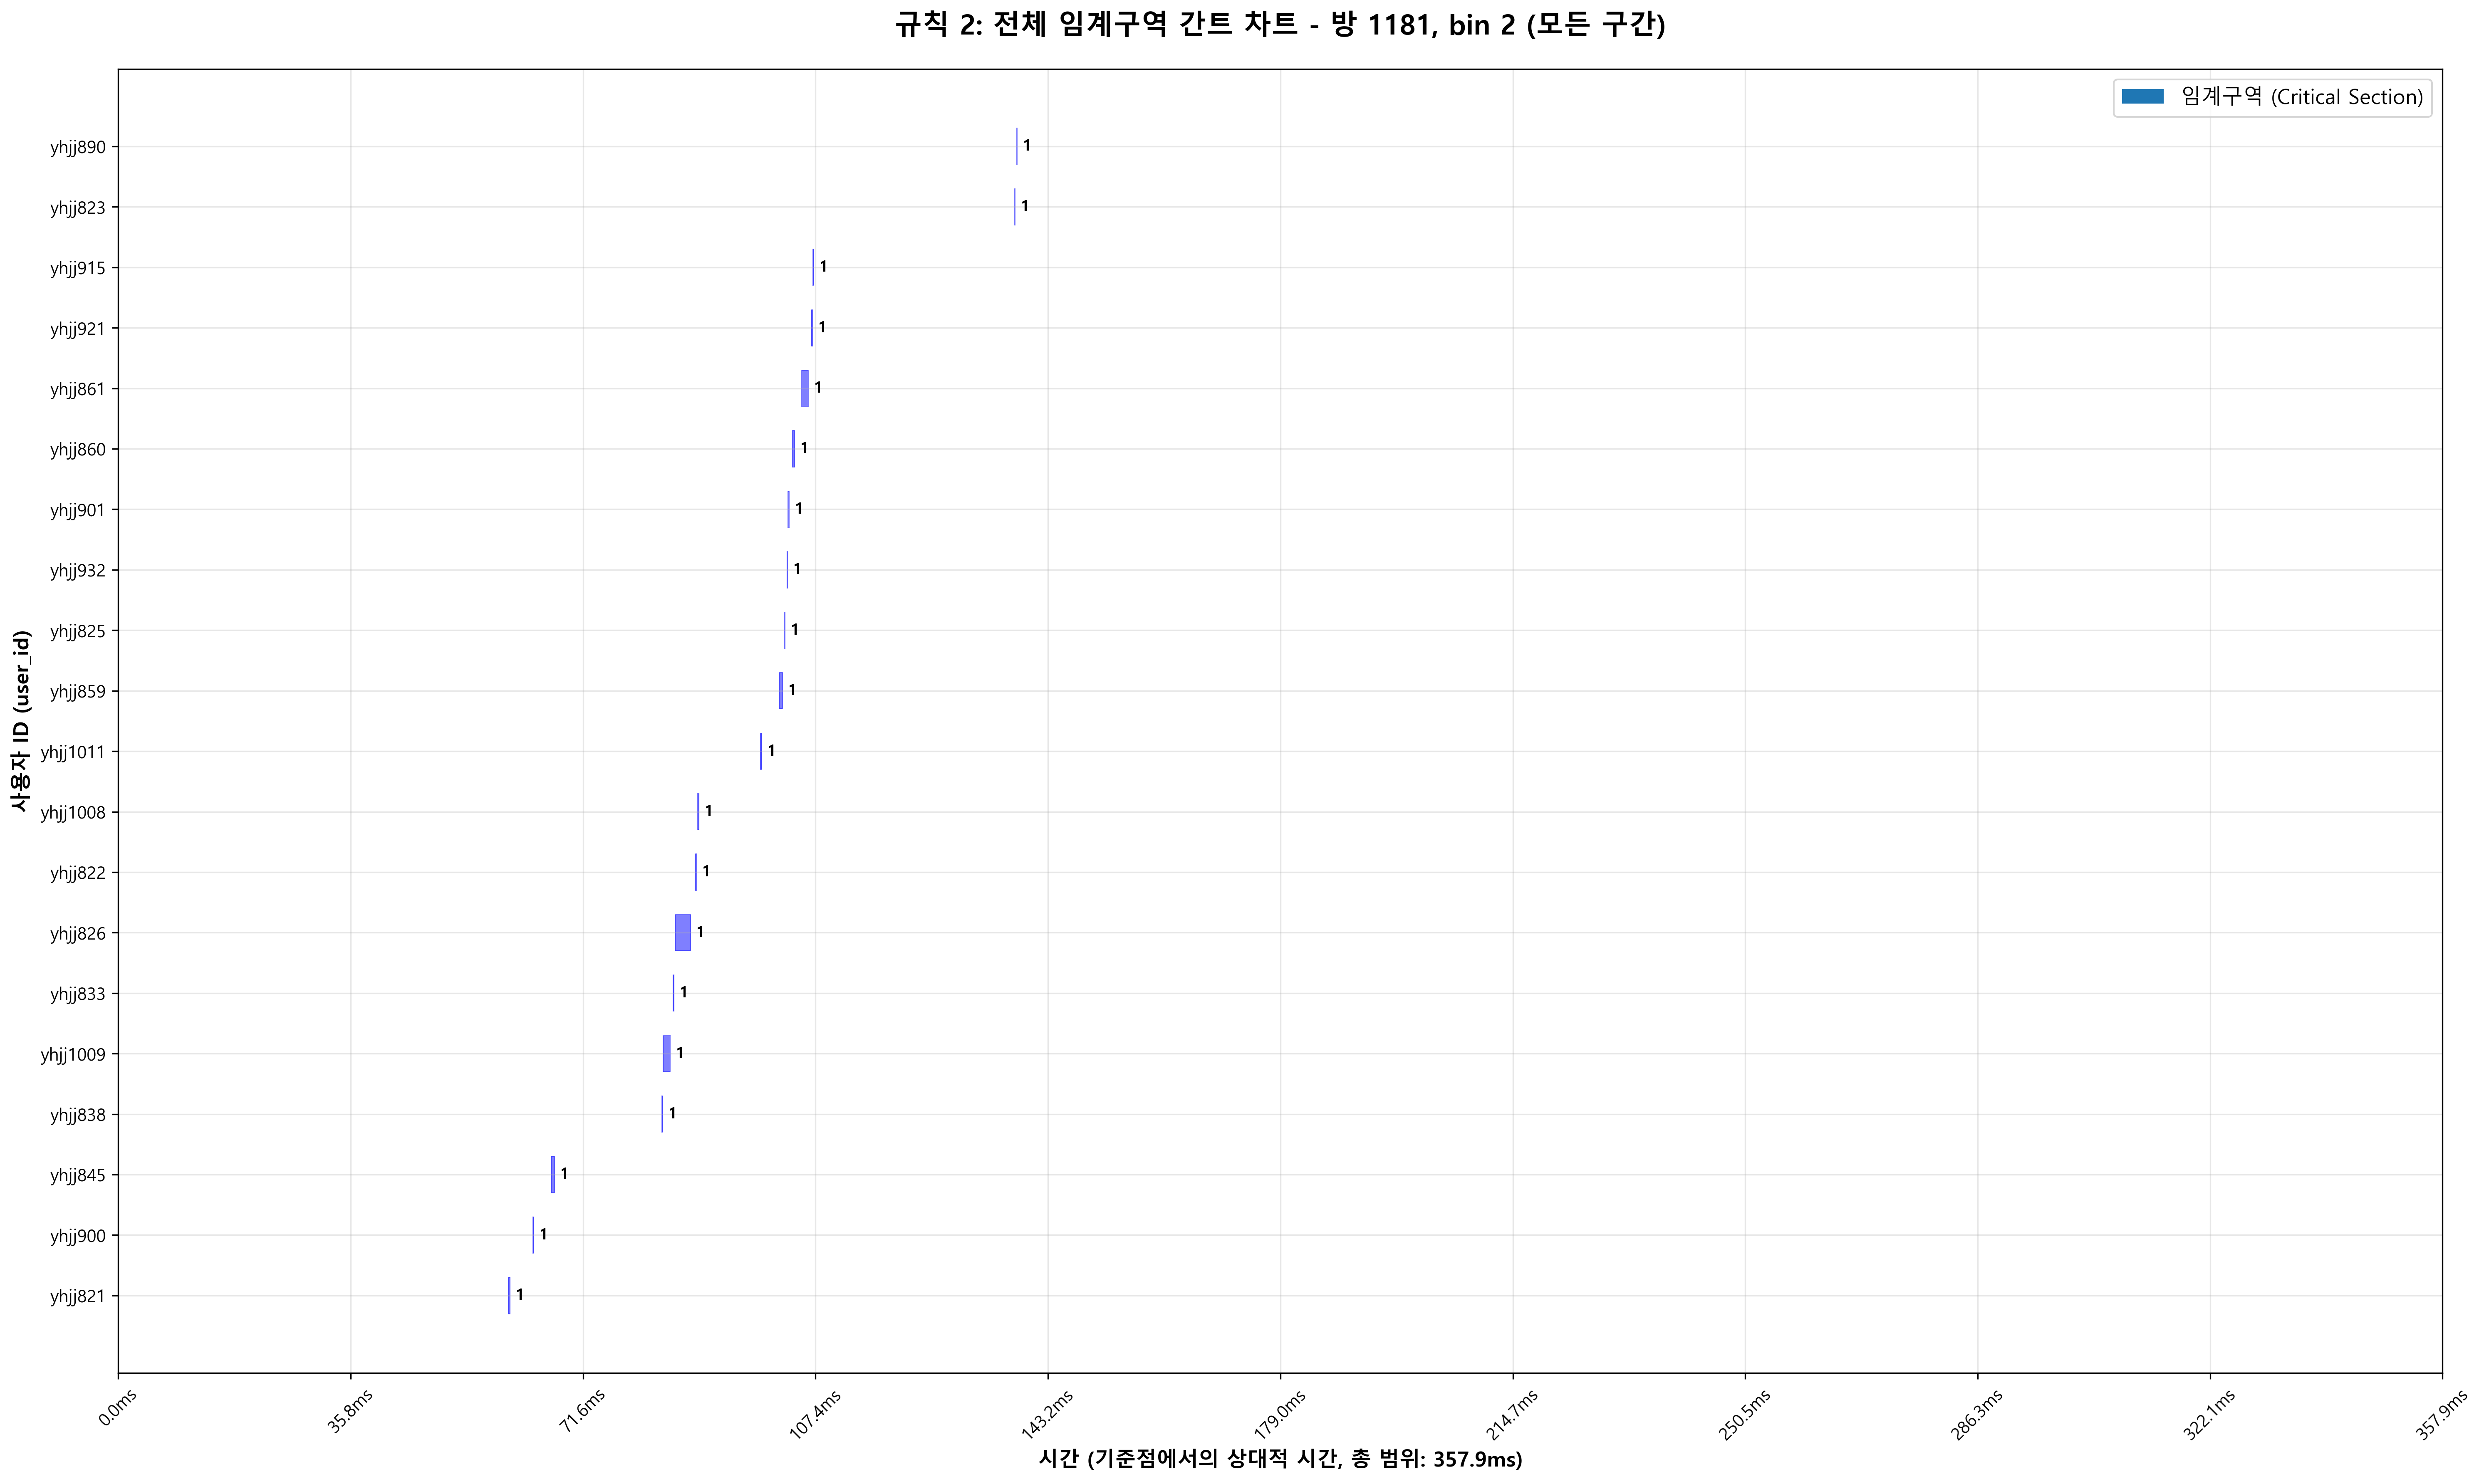 규칙 2: 전체 임계구역 간트 차트 - 방 1181, bin 2 (모든 구간)
임계구역 (Critical Section)
사용자 ID (user_id)
yhjj890 1
yhjj823 1
yhjj915 1
yhjj921 1
yhjj861 1
yhjj860 1
yhjj901 1
yhjj932 1
yhjj825 1
yhjj859 1
yhjj1011 1
yhjj1008 1
yhjj822 1
yhjj826 1
yhjj833 1
yhjj1009 1
yhjj838 1
yhjj845 1
yhjj900 1
yhjj821 1
0.0ms 35.8ms 71.6ms 107.4ms 143.2ms 179.0ms 214.7ms 250.5ms 286.3ms 322.1ms 357.9ms
시간 (기준점에서의 상대적 시간, 총 범위: 357.9ms)